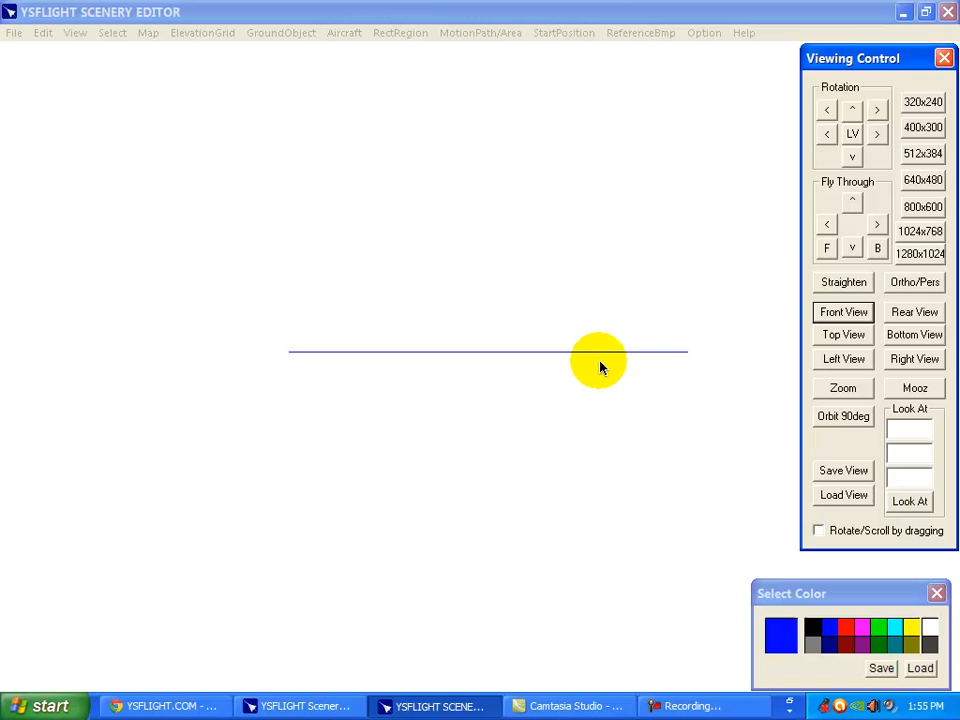 YSFLIGHT SCENERY EDITOR
File Edit View Select Map ElevationGrid GroundObject Aircraft RectRegion MotionPath/Area StartPosition ReferenceBmp Option Help
Viewing Control
Rotation
< ^ >
< LV >
v
320x240
400x300
512x384
640x480
800x600
1024x768
1280x1024
Fly Through
^
< >
F v B
Straighten Ortho/Pers
Front View Rear View
Top View Bottom View
Left View Right View
Zoom Mooz
Orbit 90deg
Look At
Save View
Load View
Look At
Rotate/Scroll by dragging
Select Color
Save Load
start YSFLIGHT.COM - ... YSFLIGHT Scener... YSFLIGHT SCENE... Camtasia Studio - ... Recording... 1:55 PM